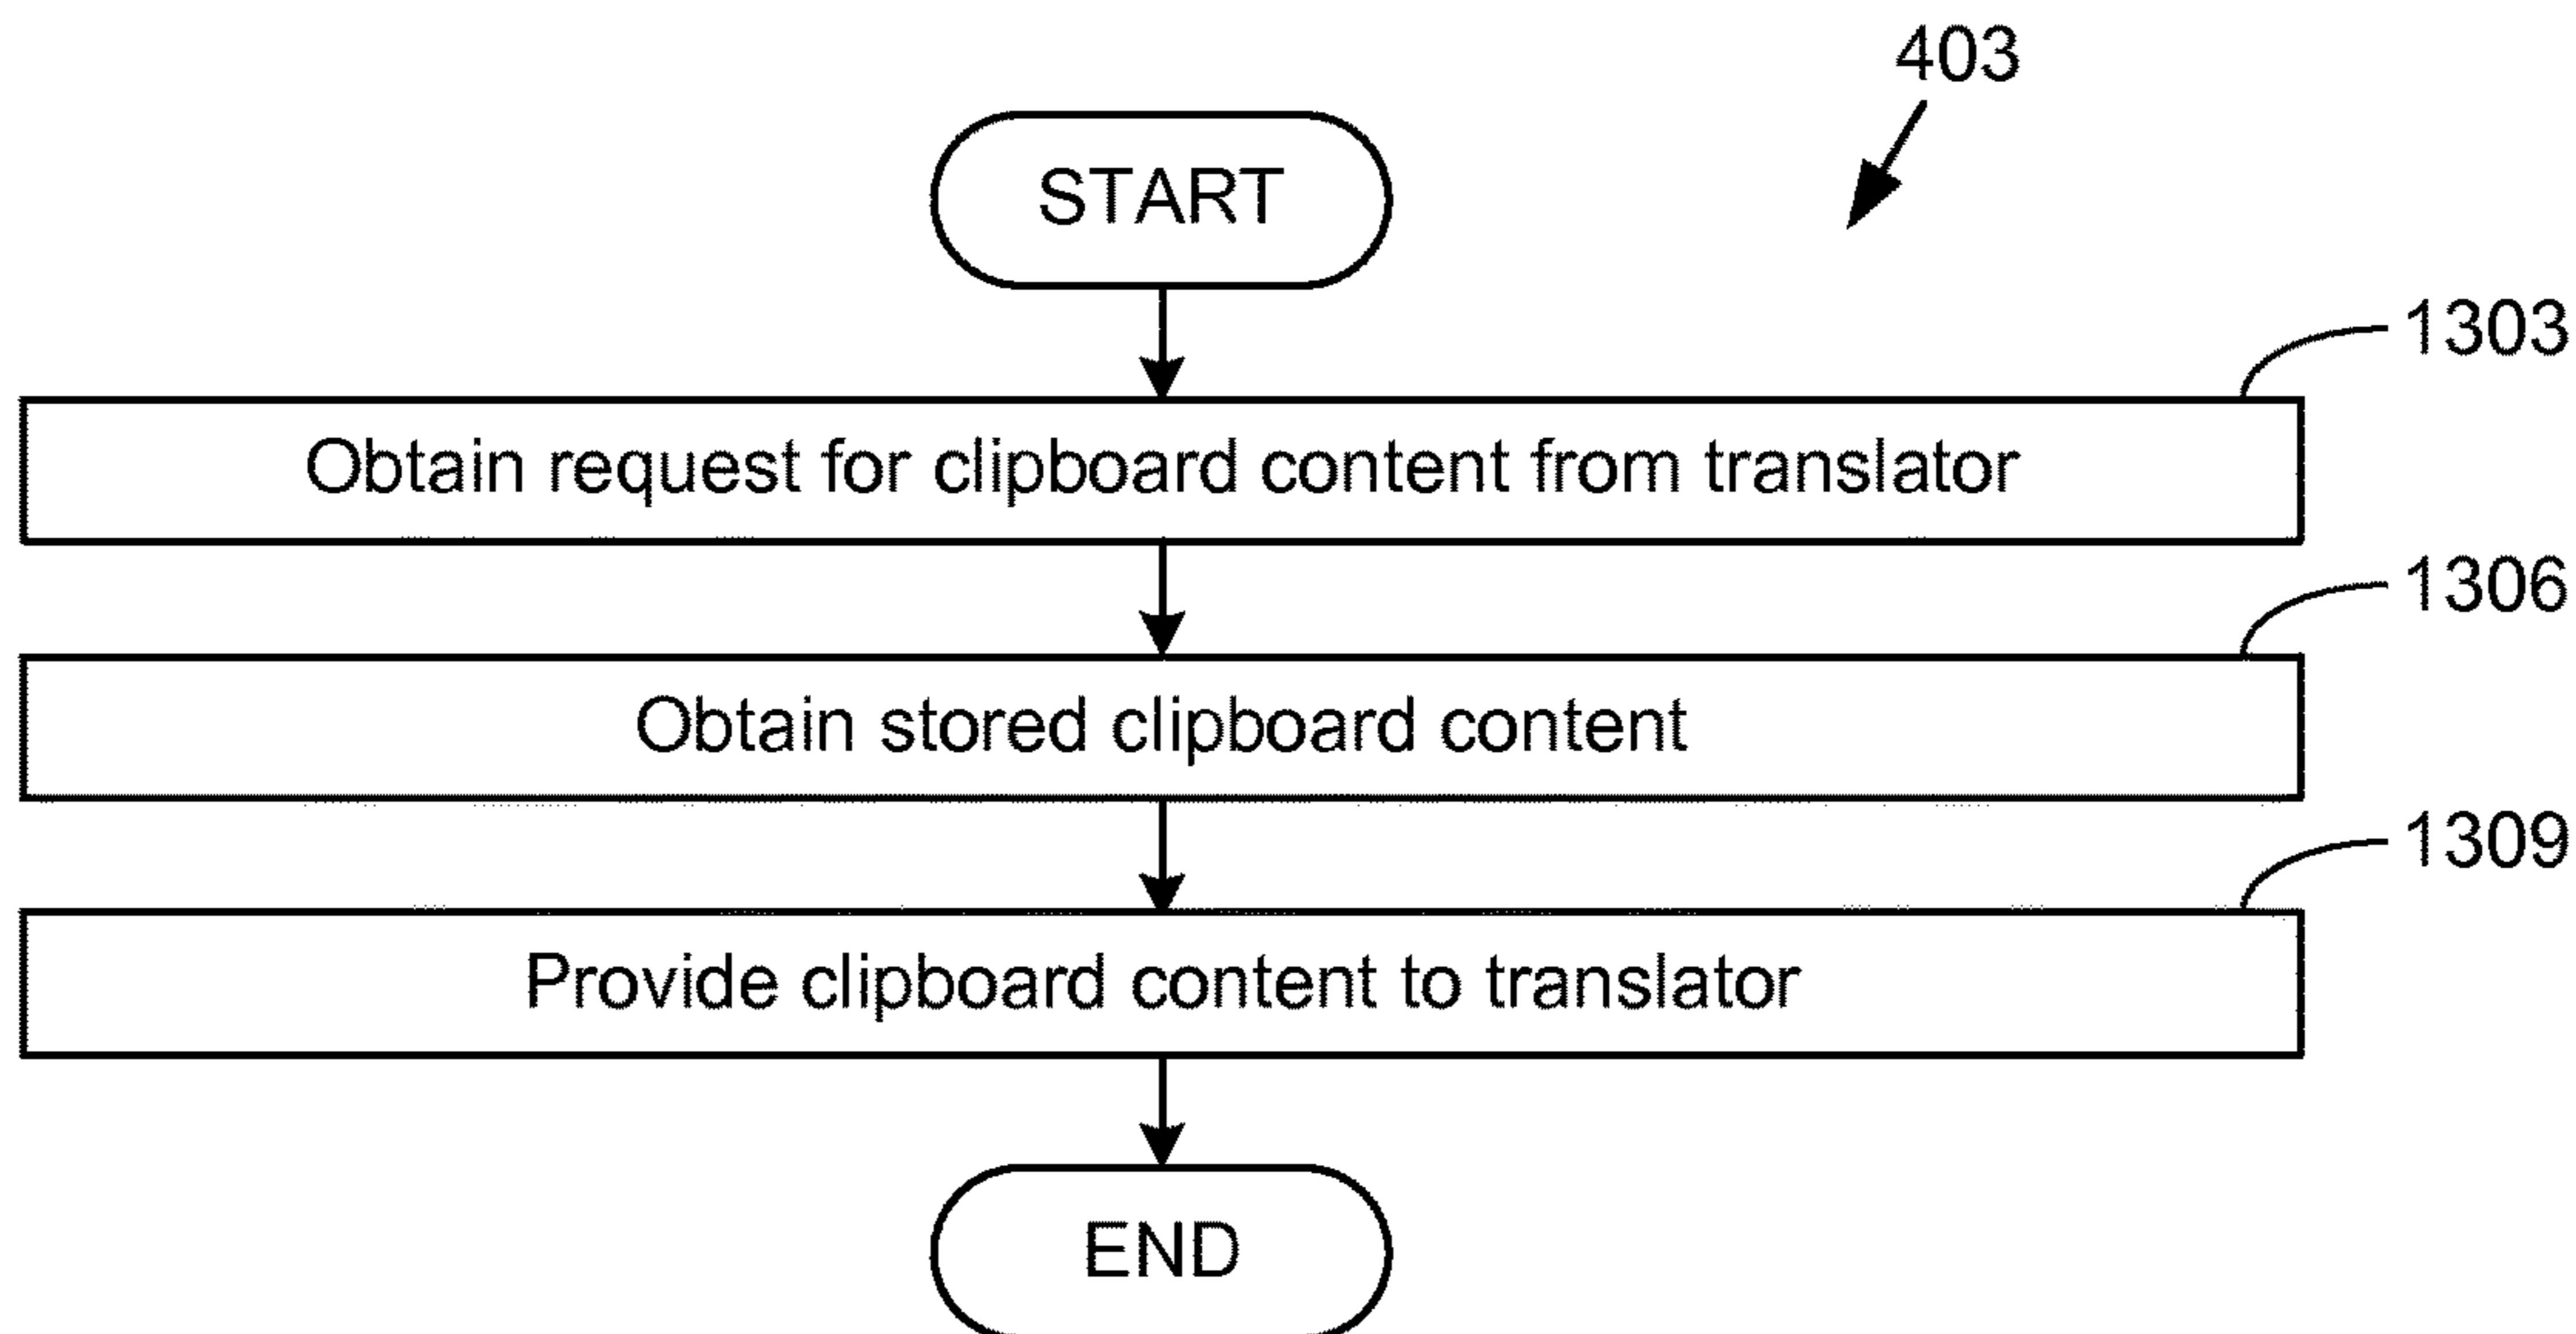 403
START
1303
Obtain request for clipboard content from translator
1306
Obtain stored clipboard content
1309
Provide clipboard content to translator
END